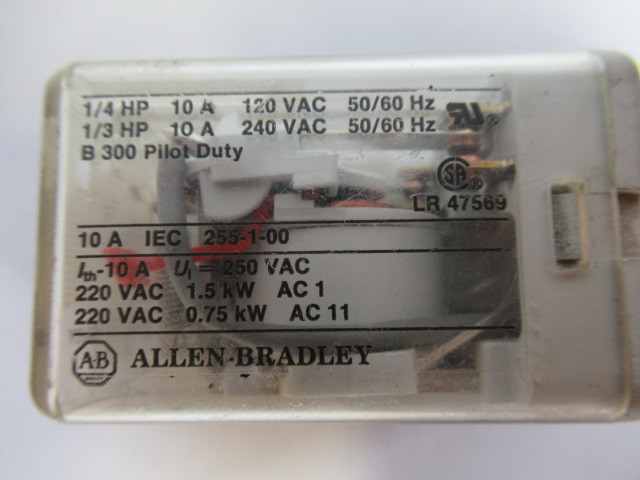 1/4 HP 10 A 120 VAC 50/60 Hz
1/3 HP 10 A 240 VAC 50/60 Hz
B 300 Pilot Duty
SA ®
LR 47569
10 A IEC 255-1-00
Ith-10 A Ui = 250 VAC
220 VAC 1.5 kW AC 1
220 VAC 0.75 kW AC 11
A-B ALLEN-BRADLEY